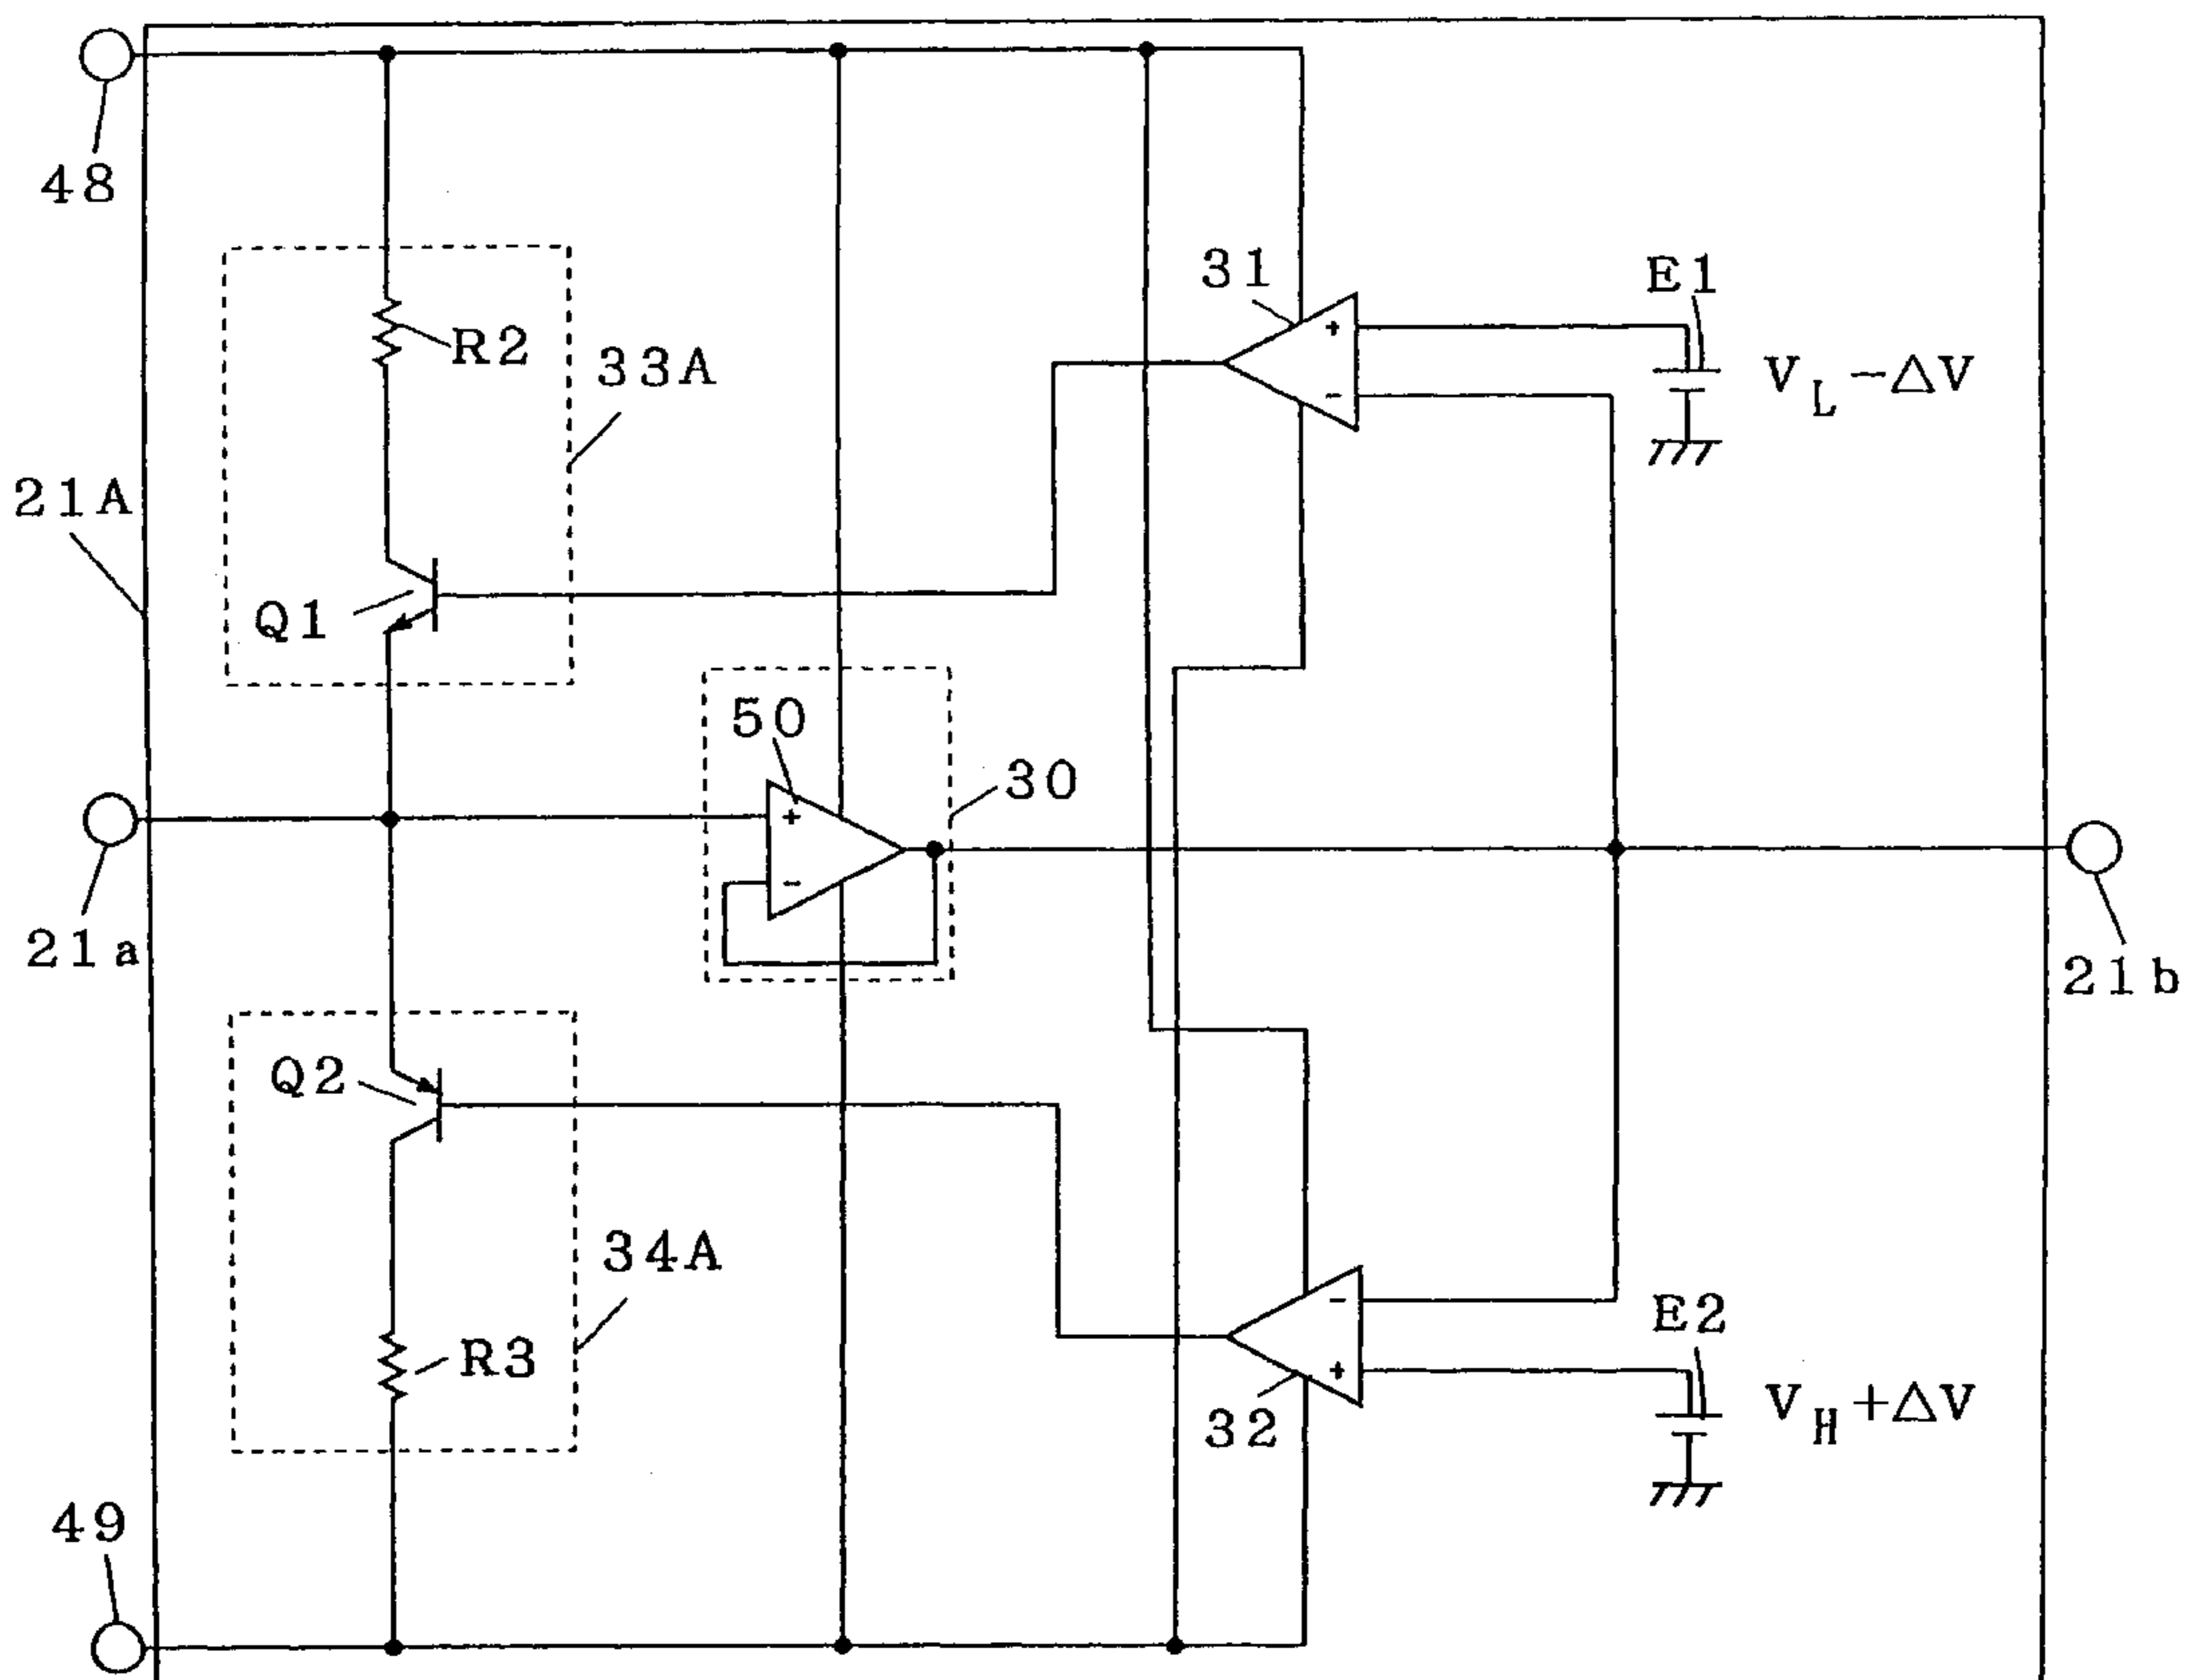 48
31
E1
R2
33A
+
V_L −ΔV
−
21A
Q1
50
30
+
−
21a
21b
Q2
34A
−
E2
R3
+
V_H +ΔV
32
49